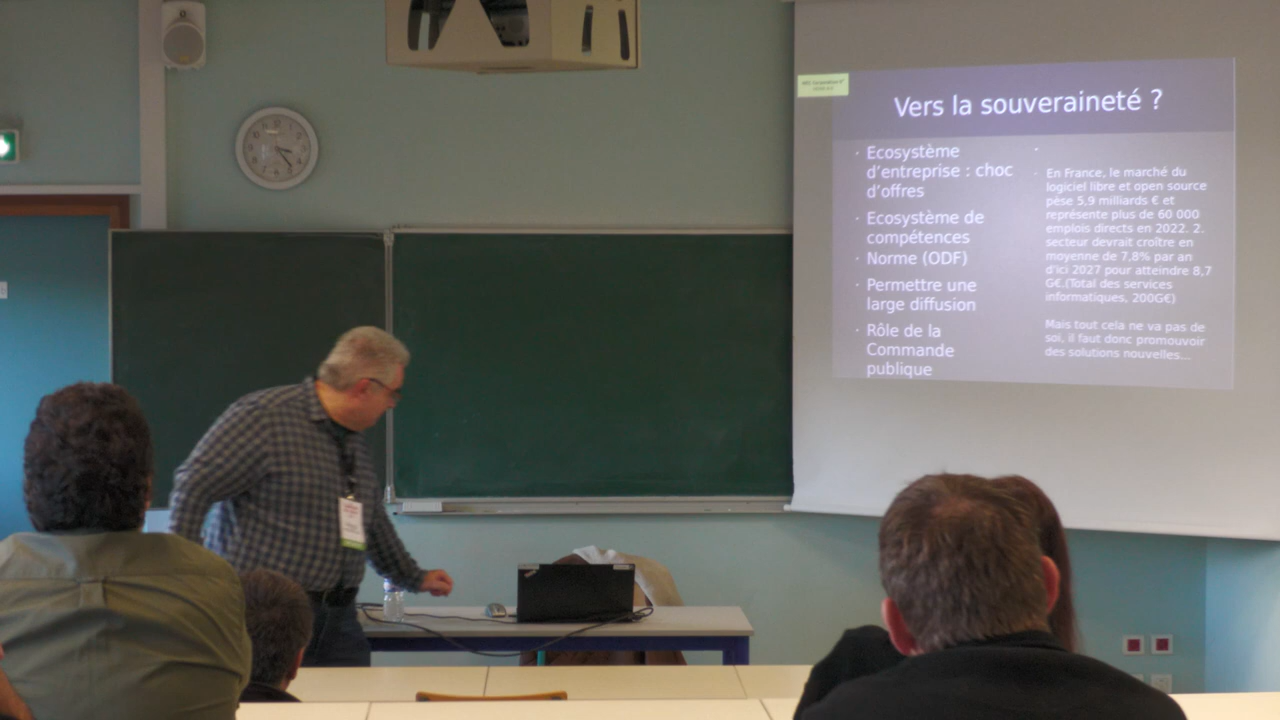 Vers la souveraineté ?
· Ecosystème
d'entreprise : choc
d'offres
· Ecosystème de
compétences
· Norme (ODF)
· Permettre une
large diffusion
· Rôle de la
Commande
publique
· En France, le marché du
logiciel libre et open source
pèse 5,9 milliards € et
représente plus de 60 000
emplois directs en 2022. 2.
secteur devrait croître en
moyenne de 7,8% par an
d'ici 2027 pour atteindre 8,7
G€.(Total des services
informatiques, 200G€)
Mais tout cela ne va pas de
soi, il faut donc promouvoir
des solutions nouvelles...